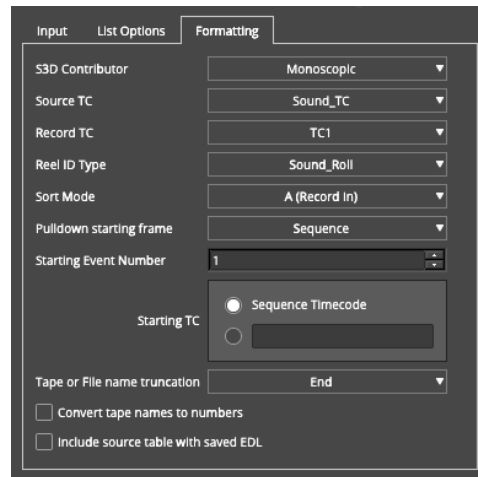 Input List Options Formatting
S3D Contributor Monoscopic
Source TC Sound_TC
Record TC TC1
Reel ID Type Sound_Roll
Sort Mode A (Record In)
Pulldown starting frame Sequence
Starting Event Number 1
Sequence Timecode
Starting TC
Tape or File name truncation End
Convert tape names to numbers
Include source table with saved EDL